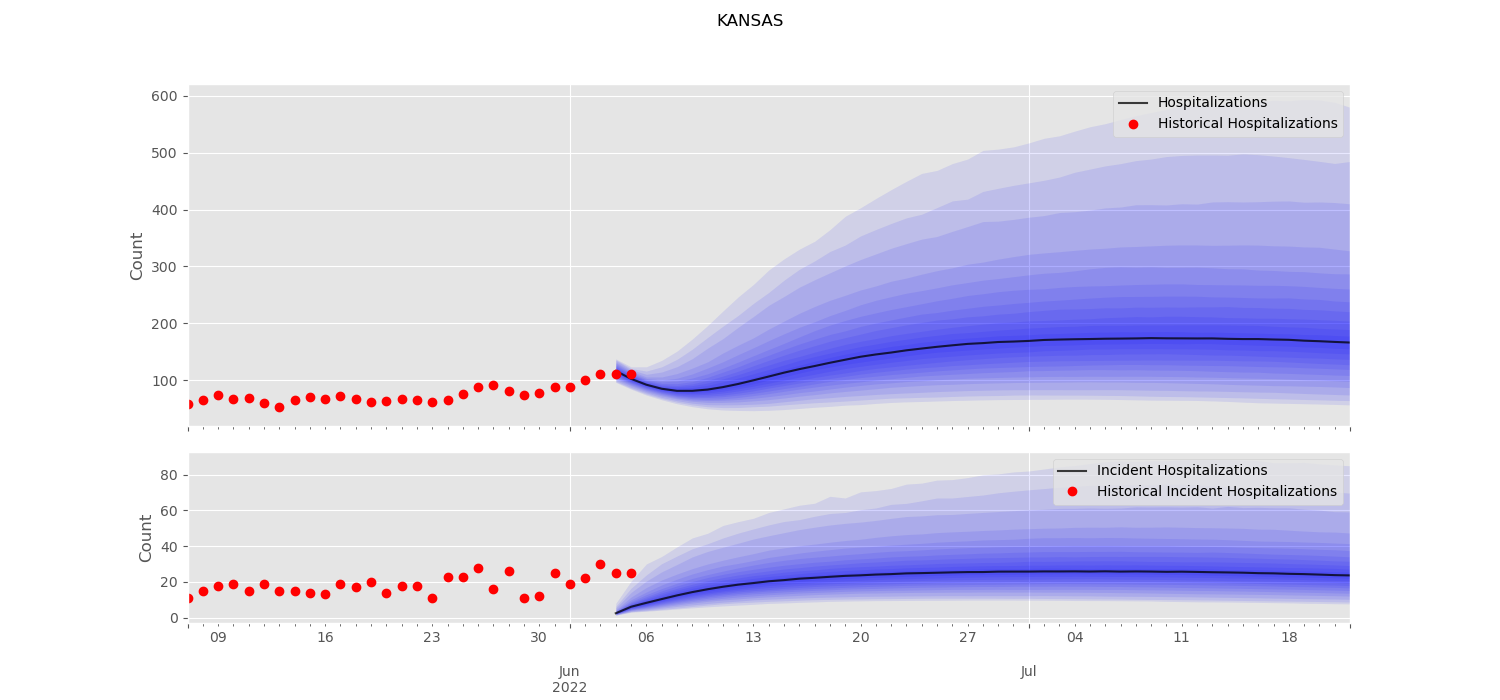 KANSAS
600
500
400
300
200
100
Count
Hospitalizations
Historical Hospitalizations
80
60
40
20
0
Count
Incident Hospitalizations
Historical Incident Hospitalizations
09 16 23 30 06 13 20 27 04 11 18
Jun Jul
2022